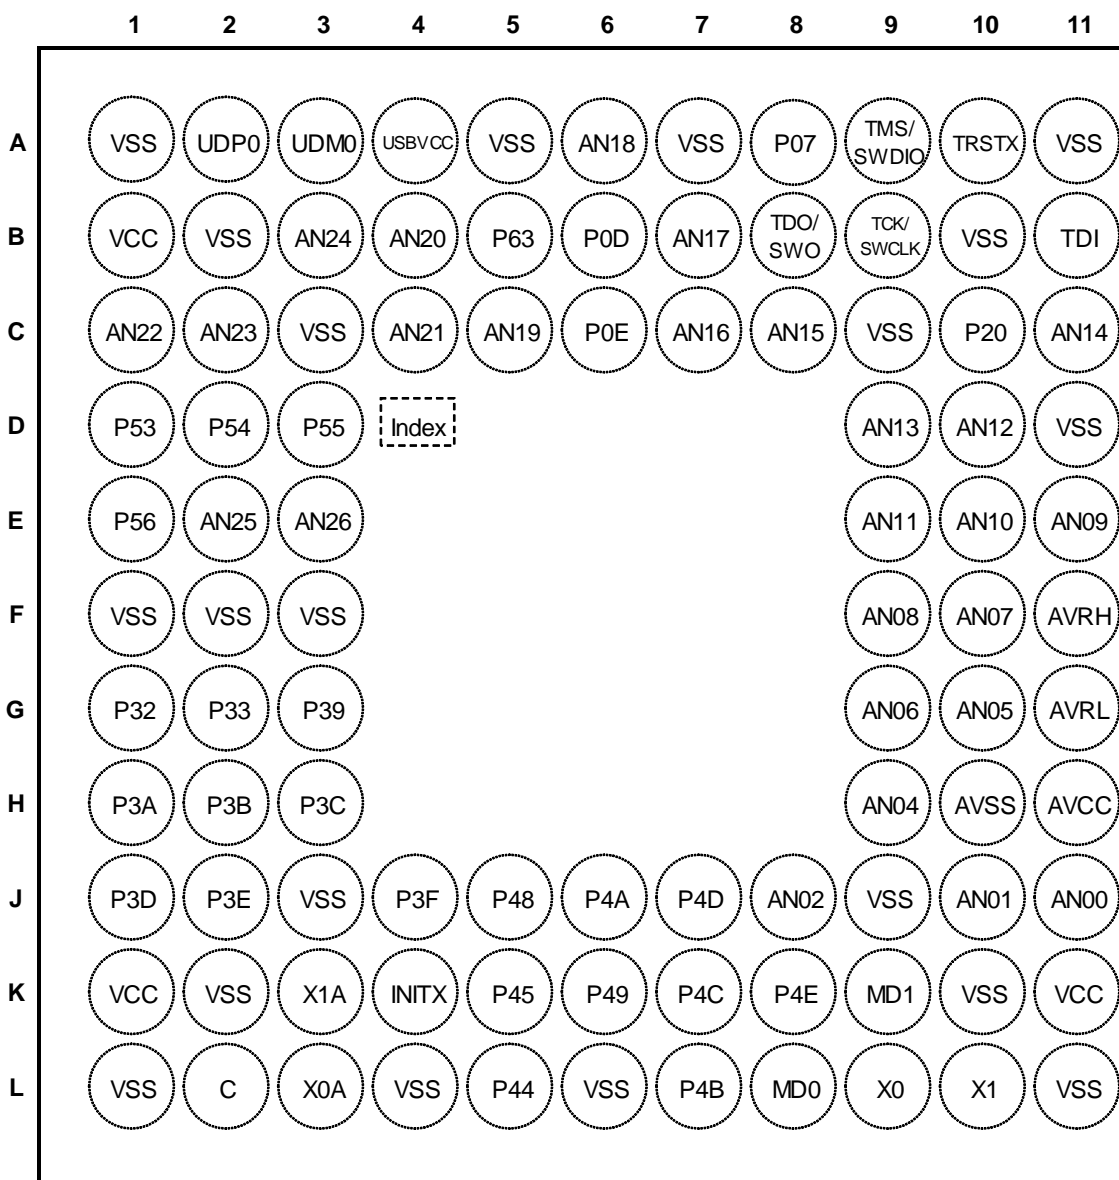 1 2 3 4 5 6 7 8 9 10 11
A VSS UDP0 UDM0 USBVCC VSS AN18 VSS P07 TMS/ SWDIO TRSTX VSS
B VCC VSS AN24 AN20 P63 P0D AN17 TDO/ SWO TCK/ SWCLK VSS TDI
C AN22 AN23 VSS AN21 AN19 P0E AN16 AN15 VSS P20 AN14
D P53 P54 P55 Index AN13 AN12 VSS
E P56 AN25 AN26 AN11 AN10 AN09
F VSS VSS VSS AN08 AN07 AVRH
G P32 P33 P39 AN06 AN05 AVRL
H P3A P3B P3C AN04 AVSS AVCC
J P3D P3E VSS P3F P48 P4A P4D AN02 VSS AN01 AN00
K VCC VSS X1A INITX P45 P49 P4C P4E MD1 VSS VCC
L VSS C X0A VSS P44 VSS P4B MD0 X0 X1 VSS